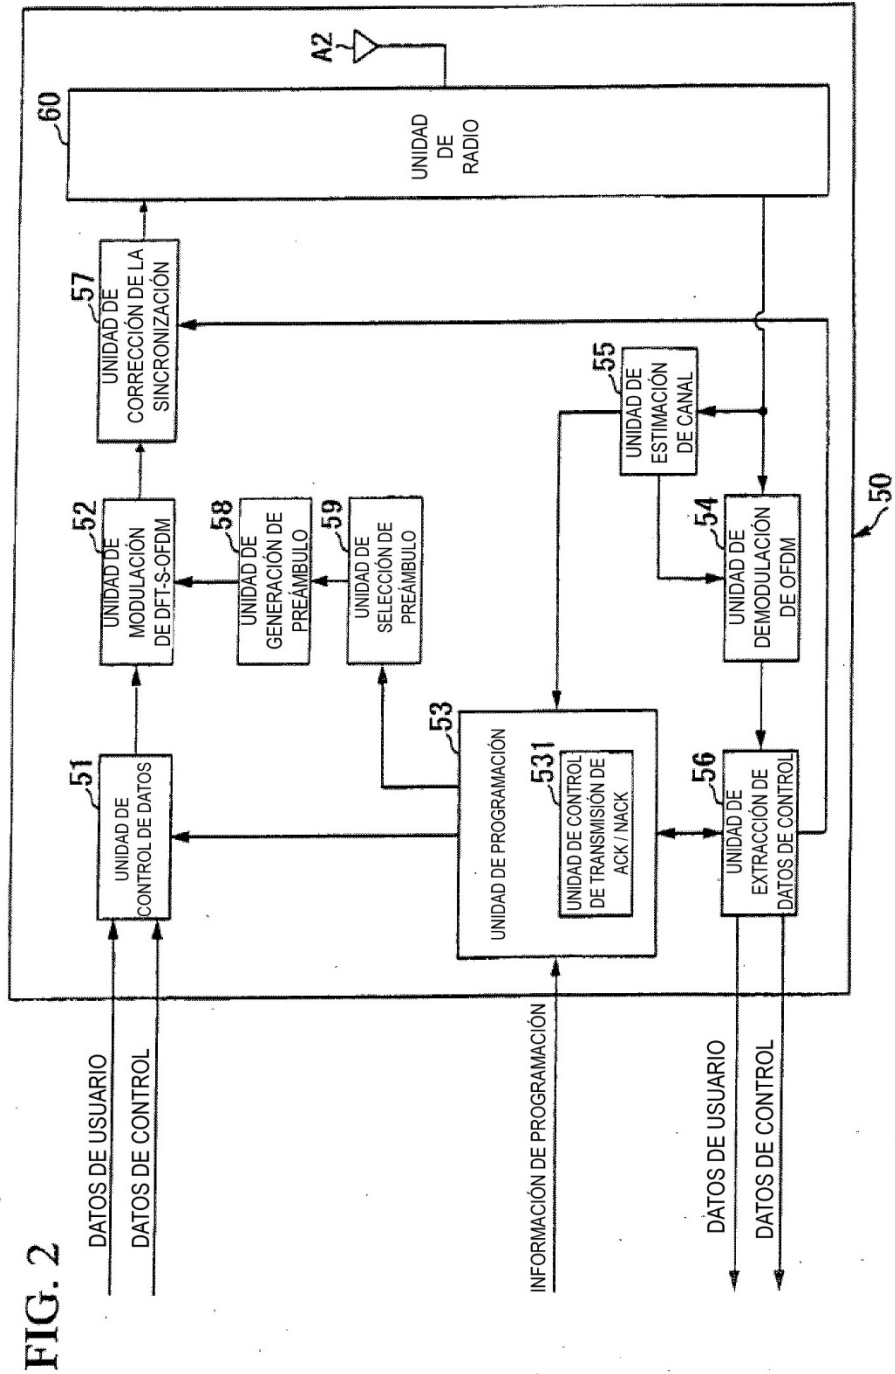 FIG. 2
DATOS DE USUARIO
DATOS DE CONTROL
51
UNIDAD DE
CONTROL DE DATOS
52
UNIDAD DE
MODULACIÓN
DE DFT-S-OFDM
57
UNIDAD DE
CORRECCIÓN DE LA
SINCRONIZACIÓN
60
UNIDAD
DE
RADIO
A2
58
UNIDAD DE
GENERACIÓN DE
PREÁMBULO
59
UNIDAD DE
SELECCIÓN DE
PREÁMBULO
INFORMACIÓN DE PROGRAMACIÓN
53
UNIDAD DE PROGRAMACIÓN
531
UNIDAD DE CONTROL
DE TRANSMISIÓN DE
ACK / NACK
55
UNIDAD DE
ESTIMACIÓN
DE CANAL
54
UNIDAD DE
DEMODULACIÓN
DE OFDM
56
UNIDAD DE
EXTRACCIÓN DE
DATOS DE CONTROL
DATOS DE USUARIO
DATOS DE CONTROL
50